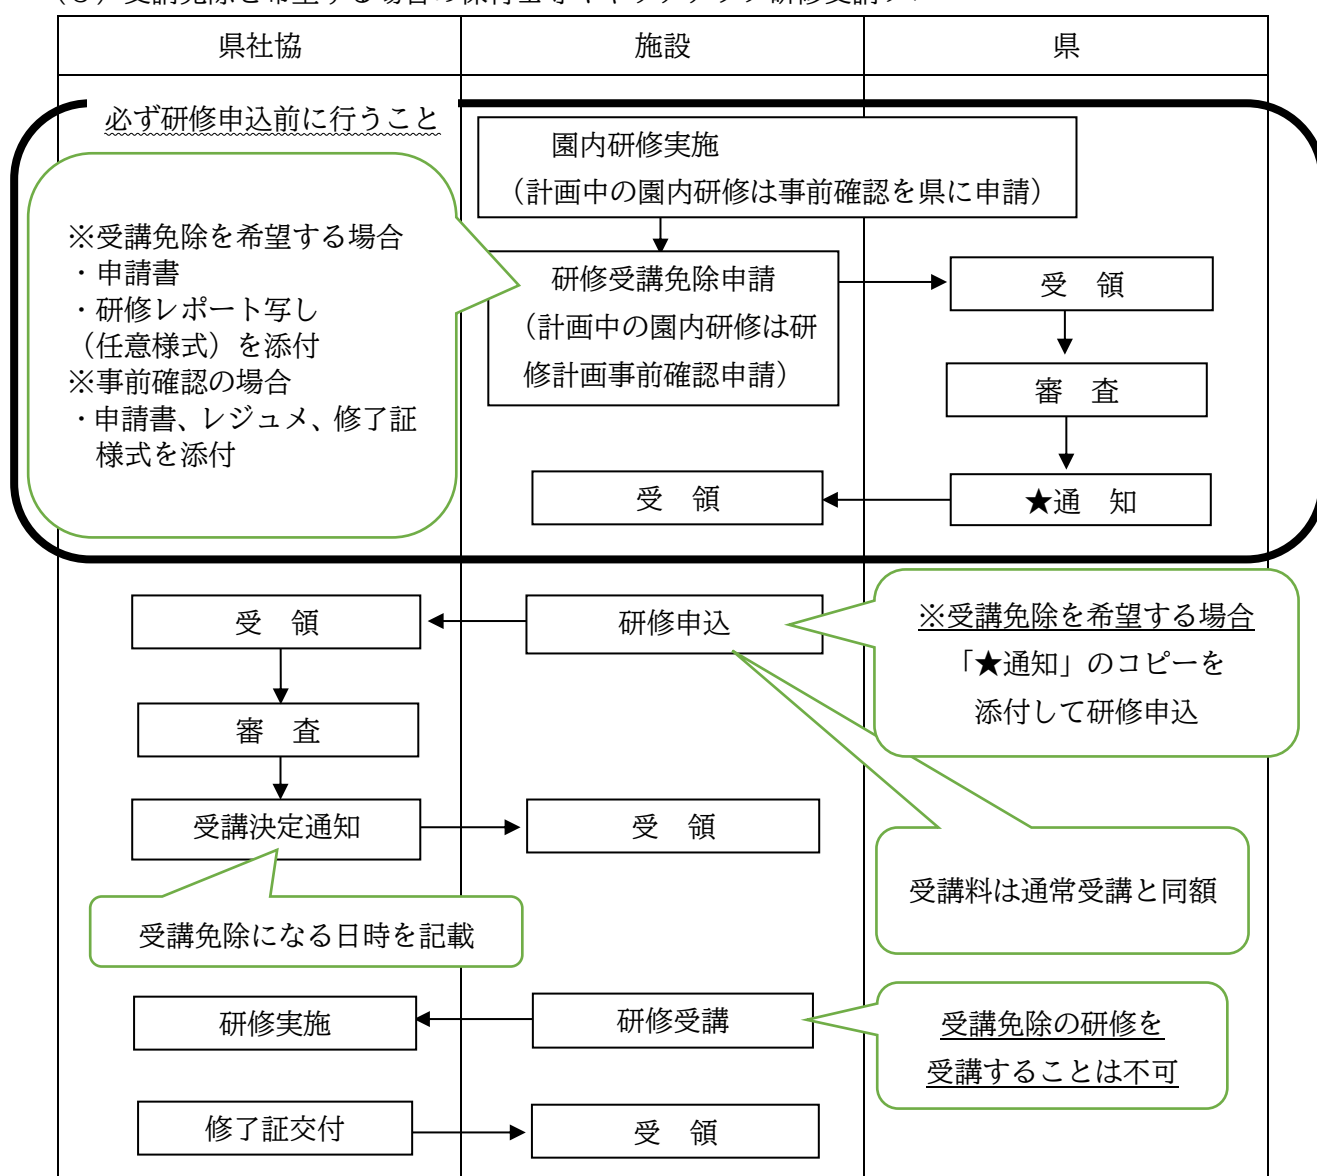 県社協
施設
県
必ず研修申込前に行うこと
園内研修実施
（計画中の園内研修は事前確認を県に申請）
※受講免除を希望する場合
・申請書
・研修レポート写し
（任意様式）を添付
※事前確認の場合
・申請書、レジュメ、修了証
様式を添付
研修受講免除申請
（計画中の園内研修は研
修計画事前確認申請）
受　領
審　査
★通　知
受　領
受　領
研修申込
※受講免除を希望する場合
「★通知」のコピーを
添付して研修申込
審　査
受講決定通知
受　領
受講料は通常受講と同額
受講免除になる日時を記載
研修実施
研修受講
受講免除の研修を
受講することは不可
修了証交付
受　領